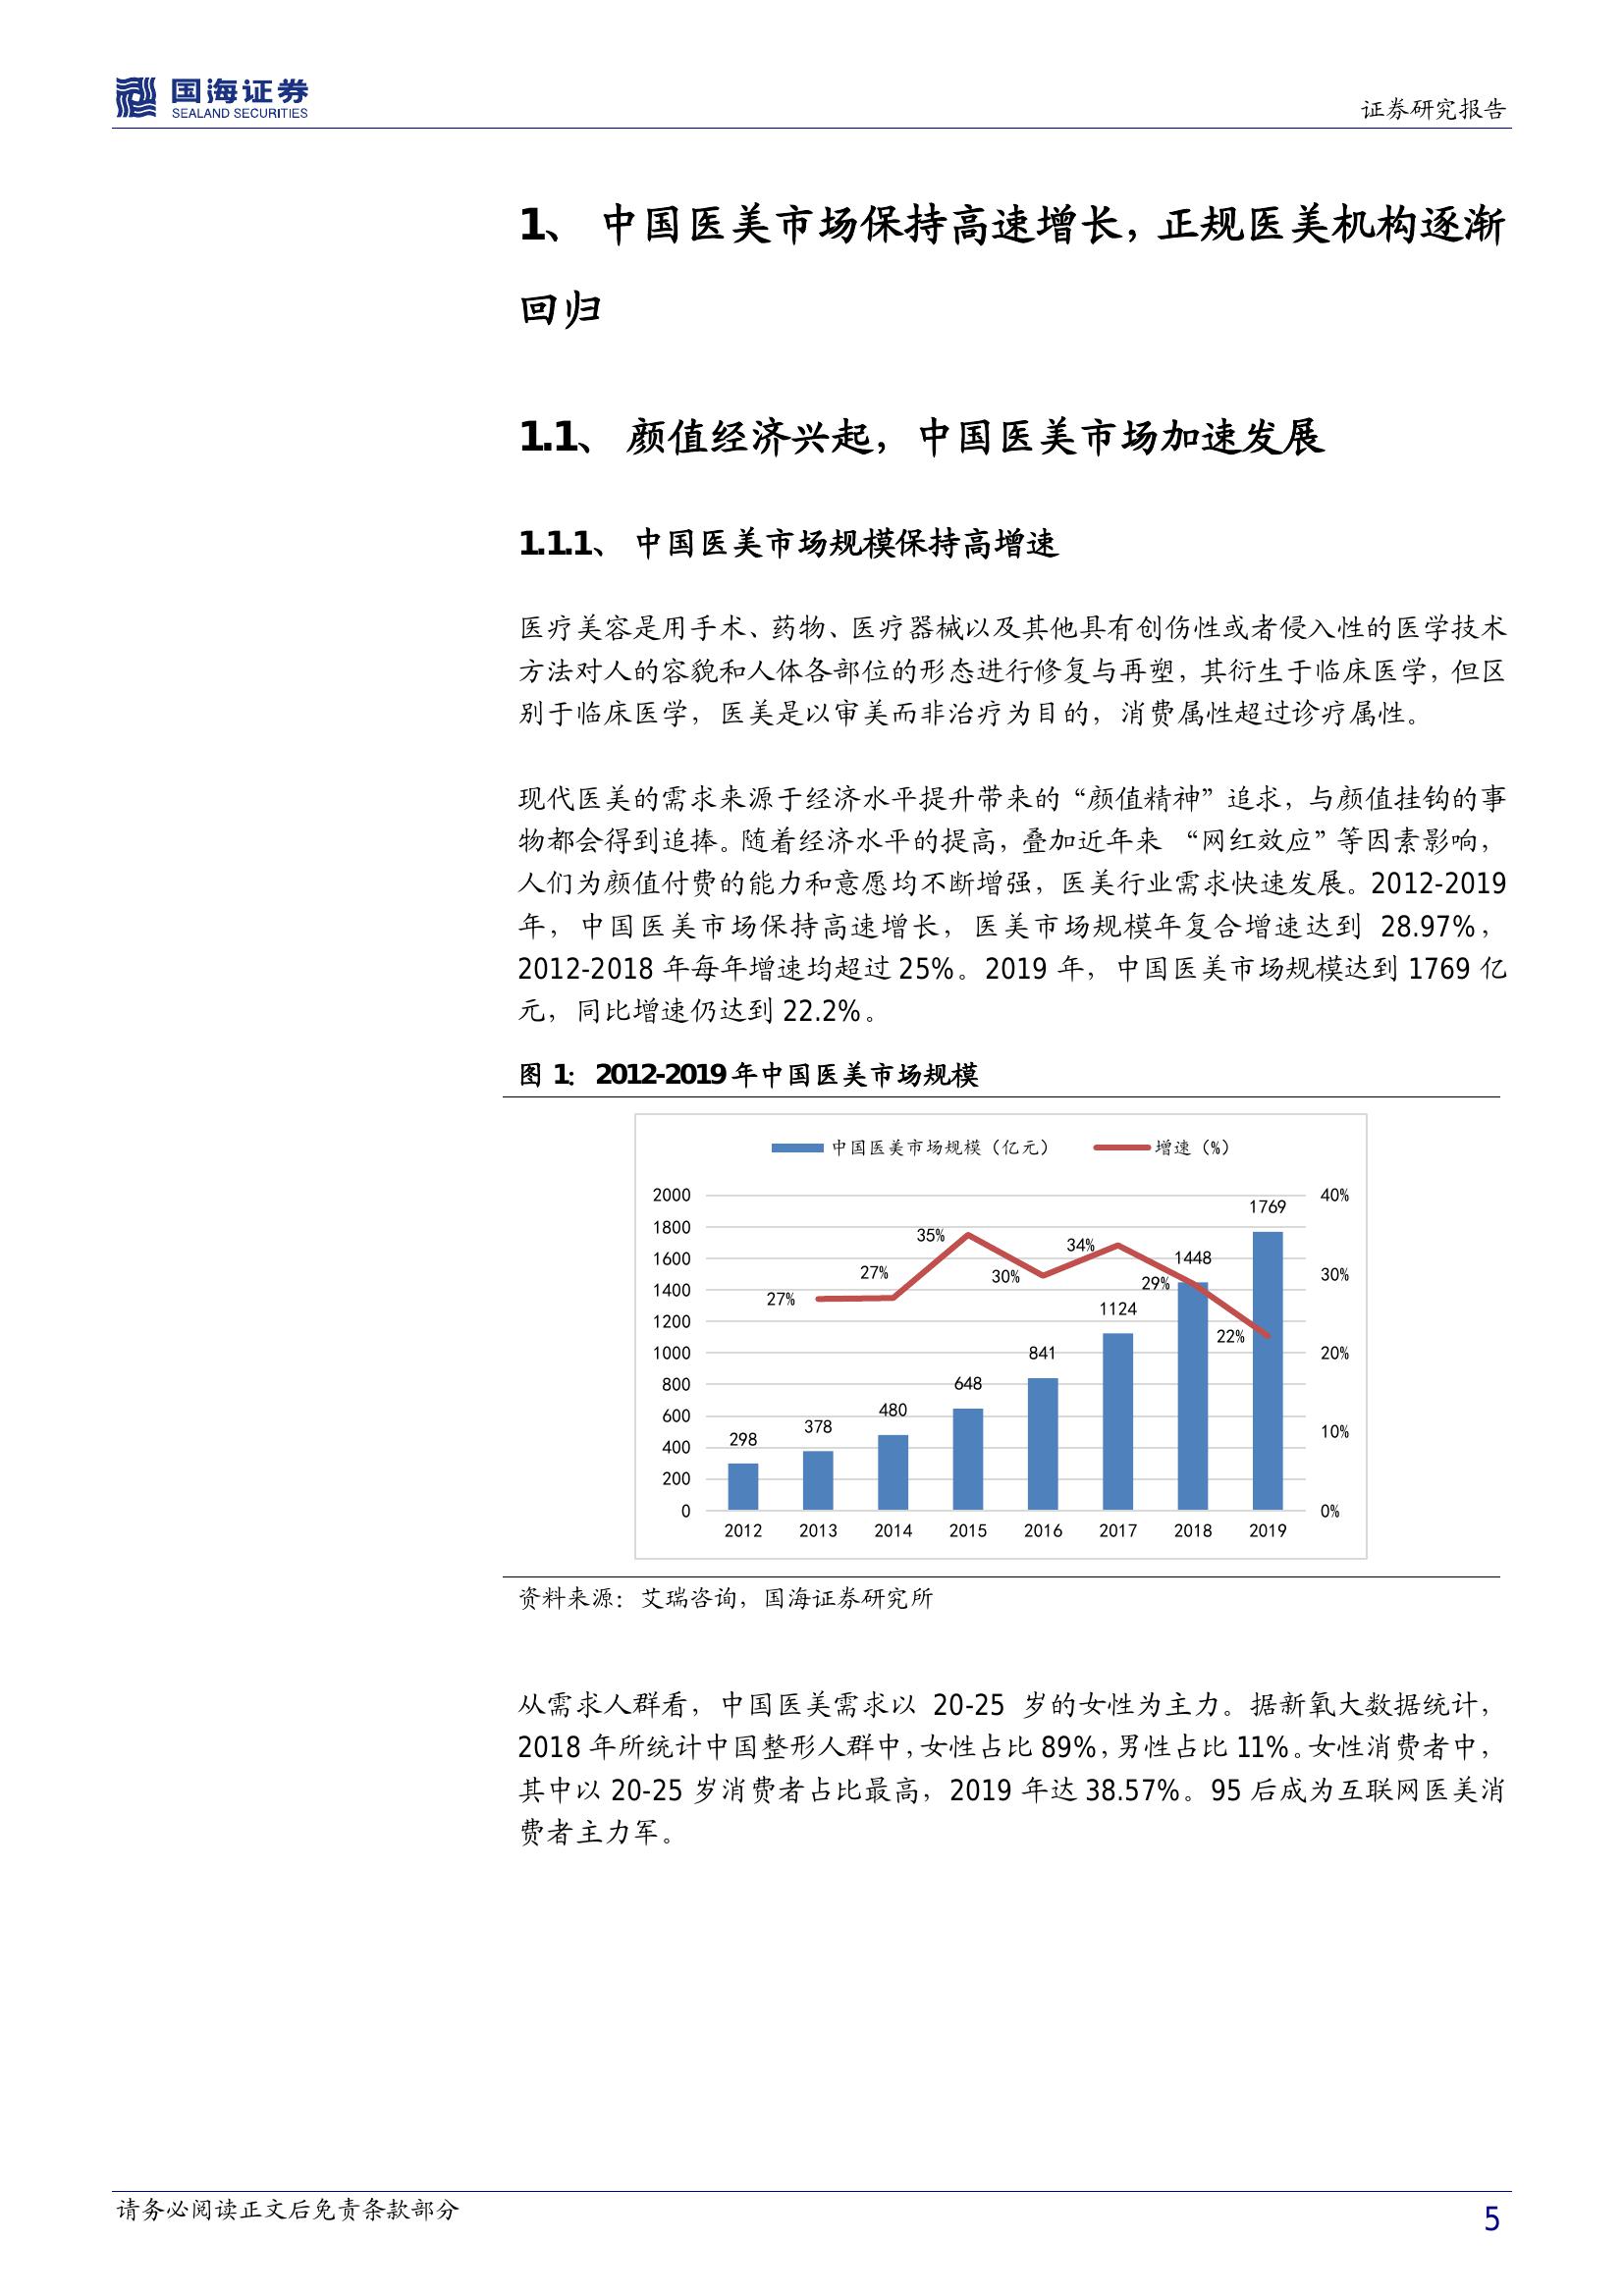 国海证券
SEALAND SECURITIES
证券研究报告
1、 中国医美市场保持高速增长，正规医美机构逐渐
回归
1.1、 颜值经济兴起，中国医美市场加速发展
1.1.1、 中国医美市场规模保持高增速
医疗美容是用手术、药物、医疗器械以及其他具有创伤性或者侵入性的医学技术
方法对人的容貌和人体各部位的形态进行修复与再塑，其衍生于临床医学，但区
别于临床医学，医美是以审美而非治疗为目的，消费属性超过诊疗属性。
现代医美的需求来源于经济水平提升带来的“颜值精神”追求，与颜值挂钩的事
物都会得到追捧。随着经济水平的提高，叠加近年来 “网红效应”等因素影响，
人们为颜值付费的能力和意愿均不断增强，医美行业需求快速发展。2012-2019
年，中国医美市场保持高速增长，医美市场规模年复合增速达到 28.97%，
2012-2018 年每年增速均超过 25%。2019 年，中国医美市场规模达到 1769 亿
元，同比增速仍达到 22.2%。
图 1： 2012-2019 年中国医美市场规模
中国医美市场规模（亿元） 增速（%）
2000 40%
1769
1800
35%
34%
1600
1448
27%
30%
30%
1400
29%
27%
1124
1200
22%
1000
841
20%
800
648
600
480
10%
400
378
298
200
0 0%
2012 2013 2014 2015 2016 2017 2018 2019
资料来源：艾瑞咨询，国海证券研究所
从需求人群看，中国医美需求以 20-25 岁的女性为主力。据新氧大数据统计，
2018 年所统计中国整形人群中，女性占比 89%，男性占比 11%。女性消费者中，
其中以 20-25 岁消费者占比最高，2019 年达 38.57%。95 后成为互联网医美消
费者主力军。
请务必阅读正文后免责条款部分
5